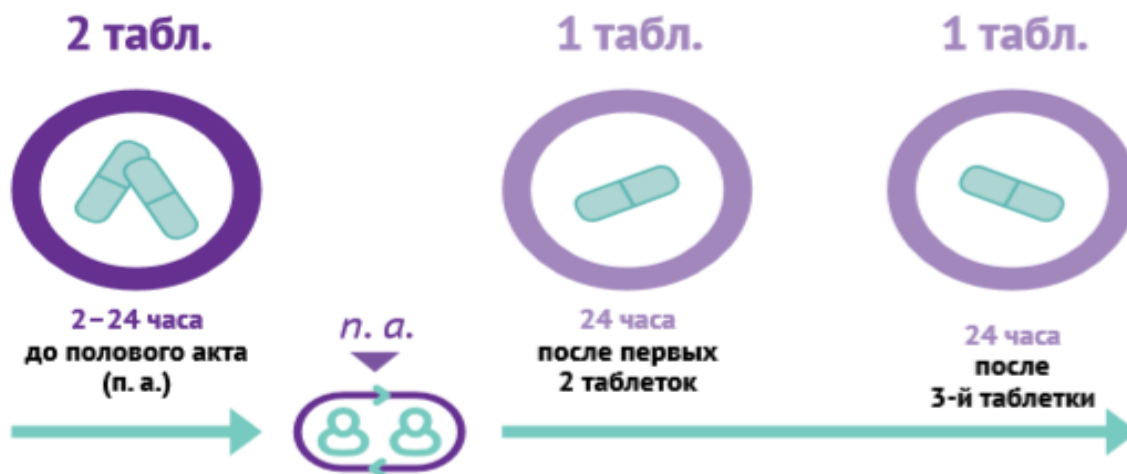 2 табл.
1 табл.
1 табл.
2–24 часа
до полового акта
(п. а.)
п. а.
24 часа
после первых
2 таблеток
24 часа
после
3-й таблетки